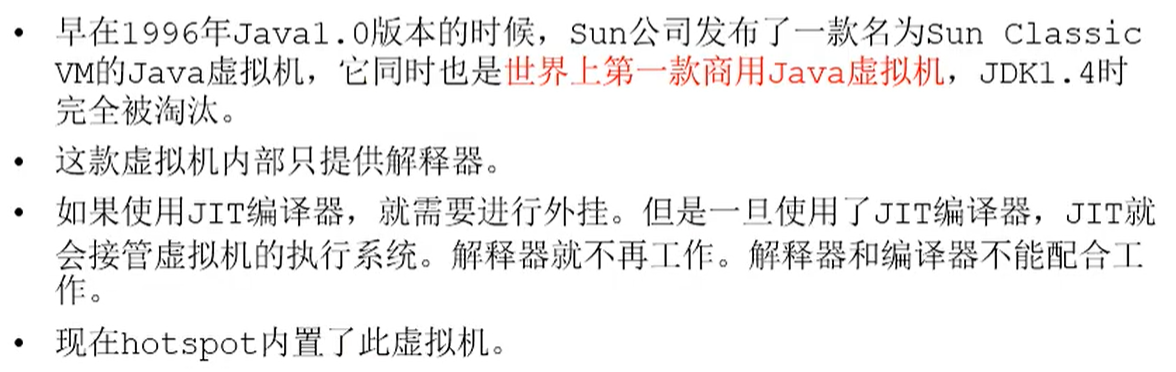 • 早在1996年Java1.0版本的时候，Sun公司发布了一款名为Sun Classic
VM的Java虚拟机，它同时也是世界上第一款商用Java虚拟机，JDK1.4时
完全被淘汰。
• 这款虚拟机内部只提供解释器。
• 如果使用JIT编译器，就需要进行外挂。但是一旦使用了JIT编译器，JIT就
会接管虚拟机的执行系统。解释器就不再工作。解释器和编译器不能配合工
作。
• 现在hotspot内置了此虚拟机。